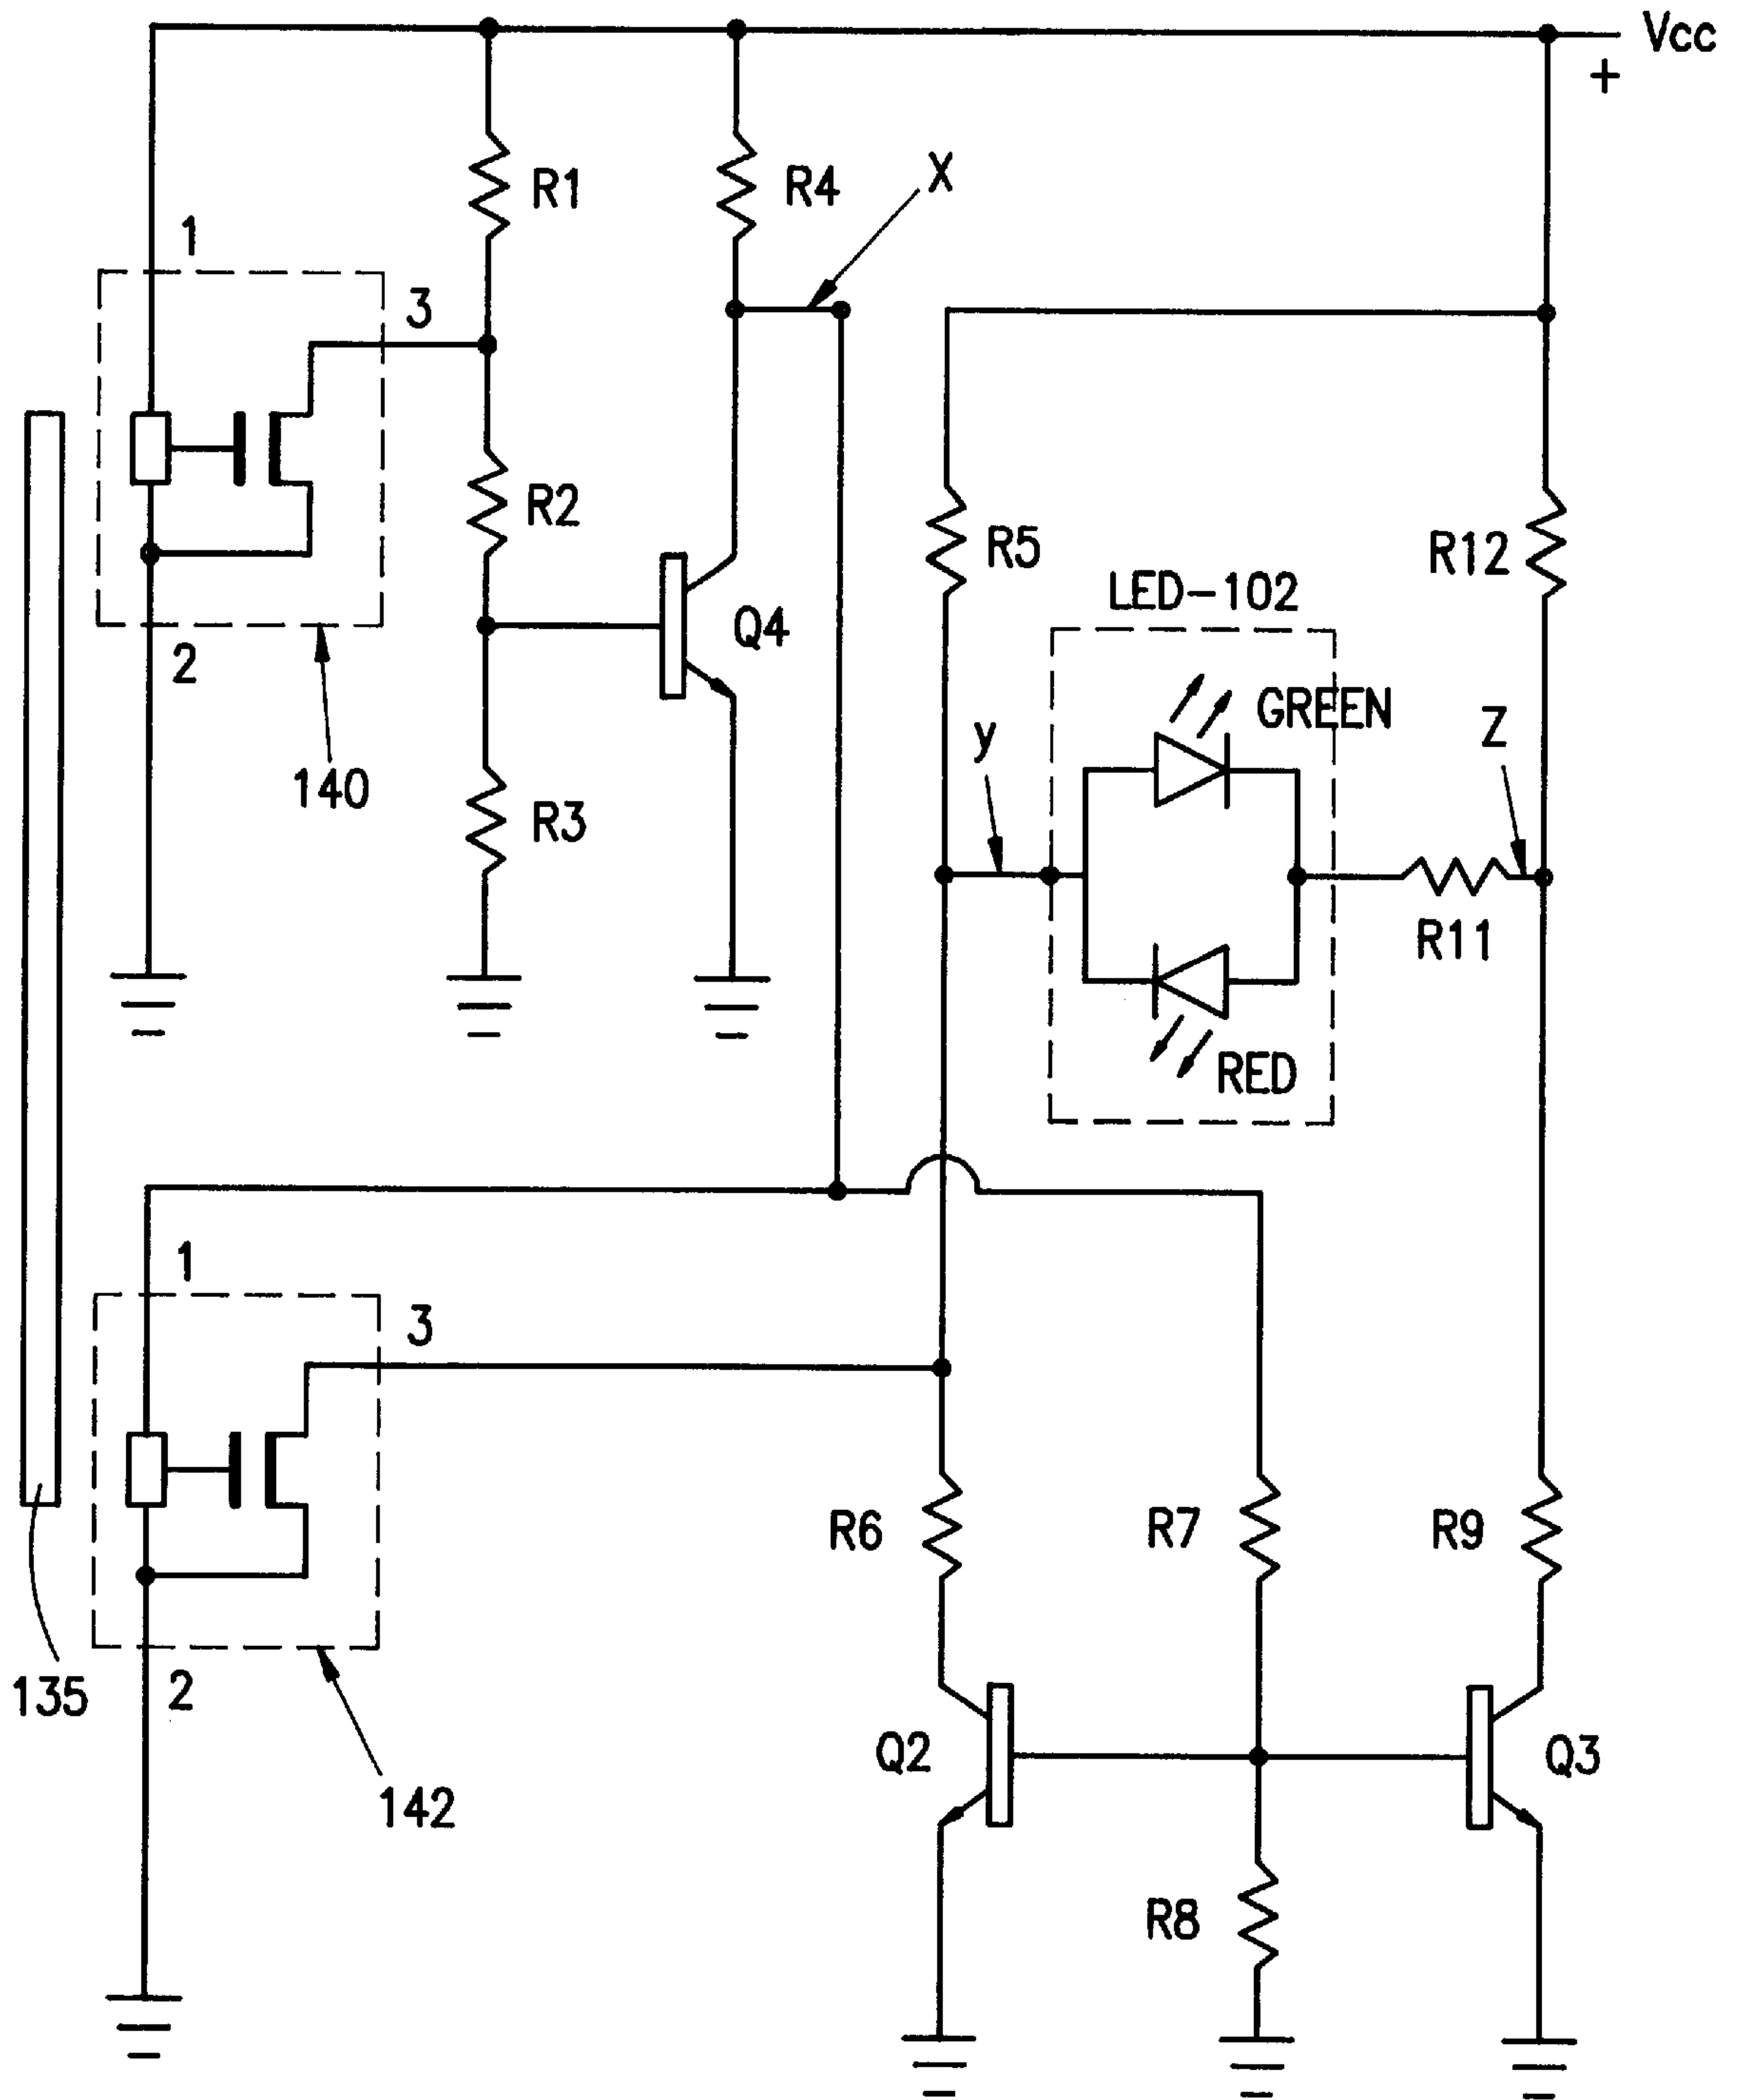 Vcc
+
R1
R4
X
1
3
R2
R5
R12
LED-102
Q4
2
GREEN
y
Z
140
R3
R11
RED
1
3
R6
R7
R9
135
2
Q2
Q3
142
R8